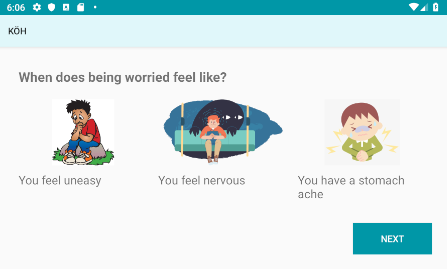 6:06
KÖH
When does being worried feel like?
You feel uneasy
You feel nervous
You have a stomach
ache
NEXT